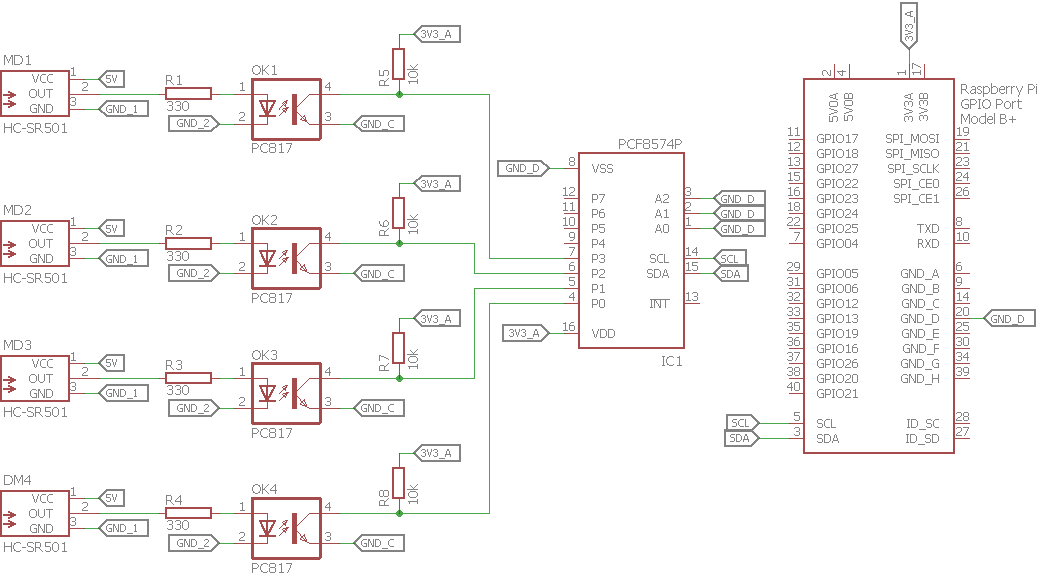 MD1
VCC 1 5V
OUT 2
GND 3 GND_1
HC-SR501
R1
330
OK1
1 4
2 3
GND_2
GND_C
PC817
3V3_A
R5
10K
MD2
VCC 1 5V
OUT 2
GND 3 GND_1
HC-SR501
R2
330
OK2
1 4
2 3
GND_2
GND_C
PC817
3V3_A
R6
10K
MD3
VCC 1 5V
OUT 2
GND 3 GND_1
HC-SR501
R3
330
OK3
1 4
2 3
GND_2
GND_C
PC817
3V3_A
R7
10K
DM4
VCC 1 5V
OUT 2
GND 3 GND_1
HC-SR501
R4
330
OK4
1 4
2 3
GND_2
GND_C
PC817
3V3_A
R8
10K
PCF8574P
GND_D 8 VSS
12 P7 A2 3 GND_D
11 P6 A1 2 GND_D
10 P5 A0 1 GND_D
9 P4
7 P3 SCL 14 SCL
6 P2 SDA 15 SDA
5 P1
4 P0 INT 13
3V3_A 16 VDD
IC1
3V3_A
2 4 1 17
5V0A 5V0B 3V3A 3V3B
Raspberry Pi
GPIO Port
Model B+
11 GPIO17 SPI_MOSI 19
12 GPIO18 SPI_MISO 21
13 GPIO27 SPI_SCLK 23
15 GPIO22 SPI_CE0 24
16 GPIO23 SPI_CE1 26
18 GPIO24
22 GPIO25 TXD 8
7 GPIO04 RXD 10
29 GPIO05 GND_A 6
31 GPIO06 GND_B 9
32 GPIO12 GND_C 14
33 GPIO13 GND_D 20 GND_D
35 GPIO19 GND_E 25
36 GPIO16 GND_F 30
37 GPIO26 GND_G 34
38 GPIO20 GND_H 39
40 GPIO21
SCL 5 SCL ID_SC 28
SDA 3 SDA ID_SD 27